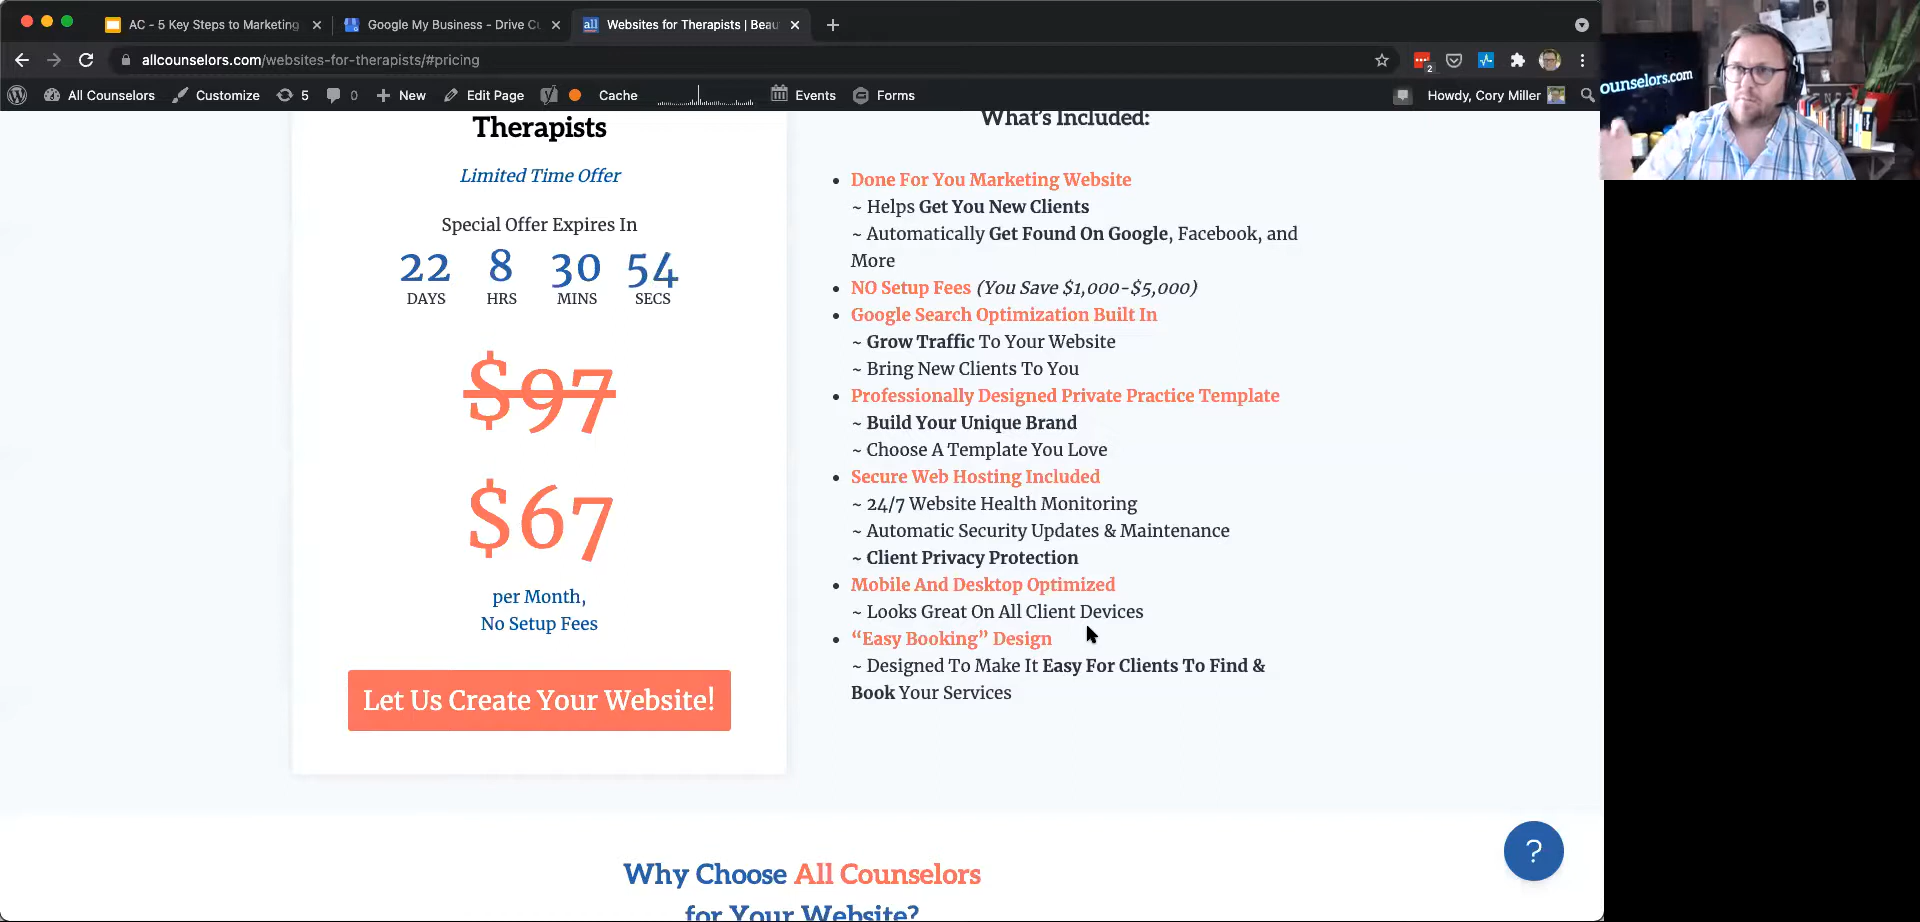 AC - 5 Key Steps to Marketing
Google My Business - Drive Cu
Websites for Therapists | Beau
allcounselors.com/websites-for-therapists/#pricing
2
All Counselors Customize 5 0 New Edit Page Cache Events Forms Howdy, Cory Miller
ounselors.com
Therapists
Limited Time Offer
Special Offer Expires In
22 8 30 54
DAYS HRS MINS SECS
$97
$67
per Month,
No Setup Fees
Let Us Create Your Website!
What's Included:
• Done For You Marketing Website
~ Helps Get You New Clients
~ Automatically Get Found On Google, Facebook, and
More
• NO Setup Fees (You Save $1,000-$5,000)
• Google Search Optimization Built In
~ Grow Traffic To Your Website
~ Bring New Clients To You
• Professionally Designed Private Practice Template
~ Build Your Unique Brand
~ Choose A Template You Love
• Secure Web Hosting Included
~ 24/7 Website Health Monitoring
~ Automatic Security Updates & Maintenance
~ Client Privacy Protection
• Mobile And Desktop Optimized
~ Looks Great On All Client Devices
• “Easy Booking” Design
~ Designed To Make It Easy For Clients To Find &
Book Your Services
?
Why Choose All Counselors
for Your Website?